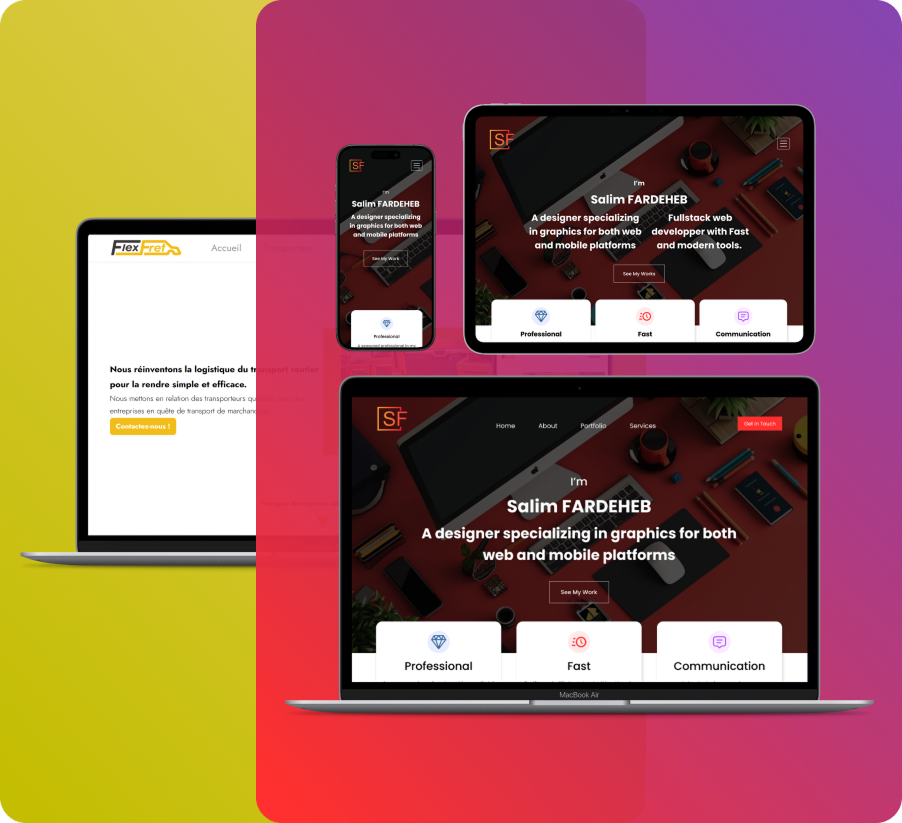 SF
I'm
Salim FARDEHEB
A designer specializing
in graphics for both web
and mobile platforms
See My Work
Professional
SF
I'm
Salim FARDEHEB
A designer specializing
in graphics for both web
and mobile platforms
Fullstack web
developper with Fast
and modern tools.
See My Works
Professional
Fast
Communication
Flex Fret
Accueil
Nous réinventons la logistique du transport routier
pour la rendre simple et efficace.
Nous mettons en relation des transporteurs
entreprises en quête de transport de
Contactez-nous !
SF
Home About Portfolio Services
Get In Touch
I'm
Salim FARDEHEB
A designer specializing in graphics for both
web and mobile platforms
See My Work
Professional
Fast
Communication
MacBook Air